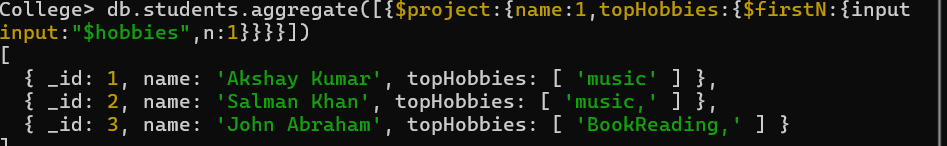 College> db.students.aggregate([{$project:{name:1,topHobbies:{$firstN:{input
input:"$hobbies",n:1}}}}])
[
  { _id: 1, name: 'Akshay Kumar', topHobbies: [ 'music' ] },
  { _id: 2, name: 'Salman Khan', topHobbies: [ 'music,' ] },
  { _id: 3, name: 'John Abraham', topHobbies: [ 'BookReading,' ] }
]